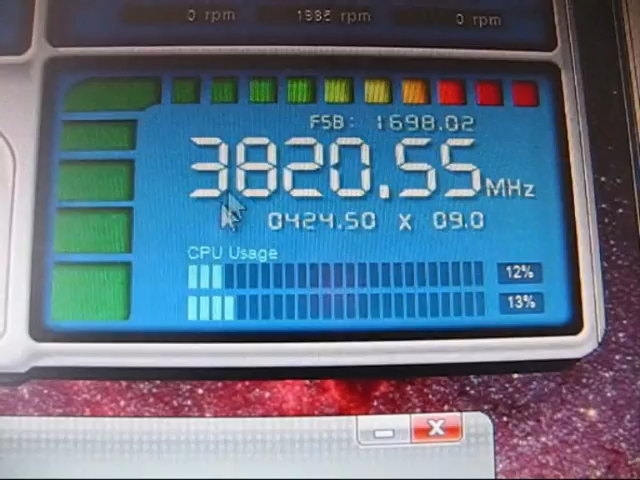 0 rpm 1985 rpm 0 rpm
FSB: 1698.02
3820.55 MHz
0424.50 x 09.0
CPU Usage
12%
13%